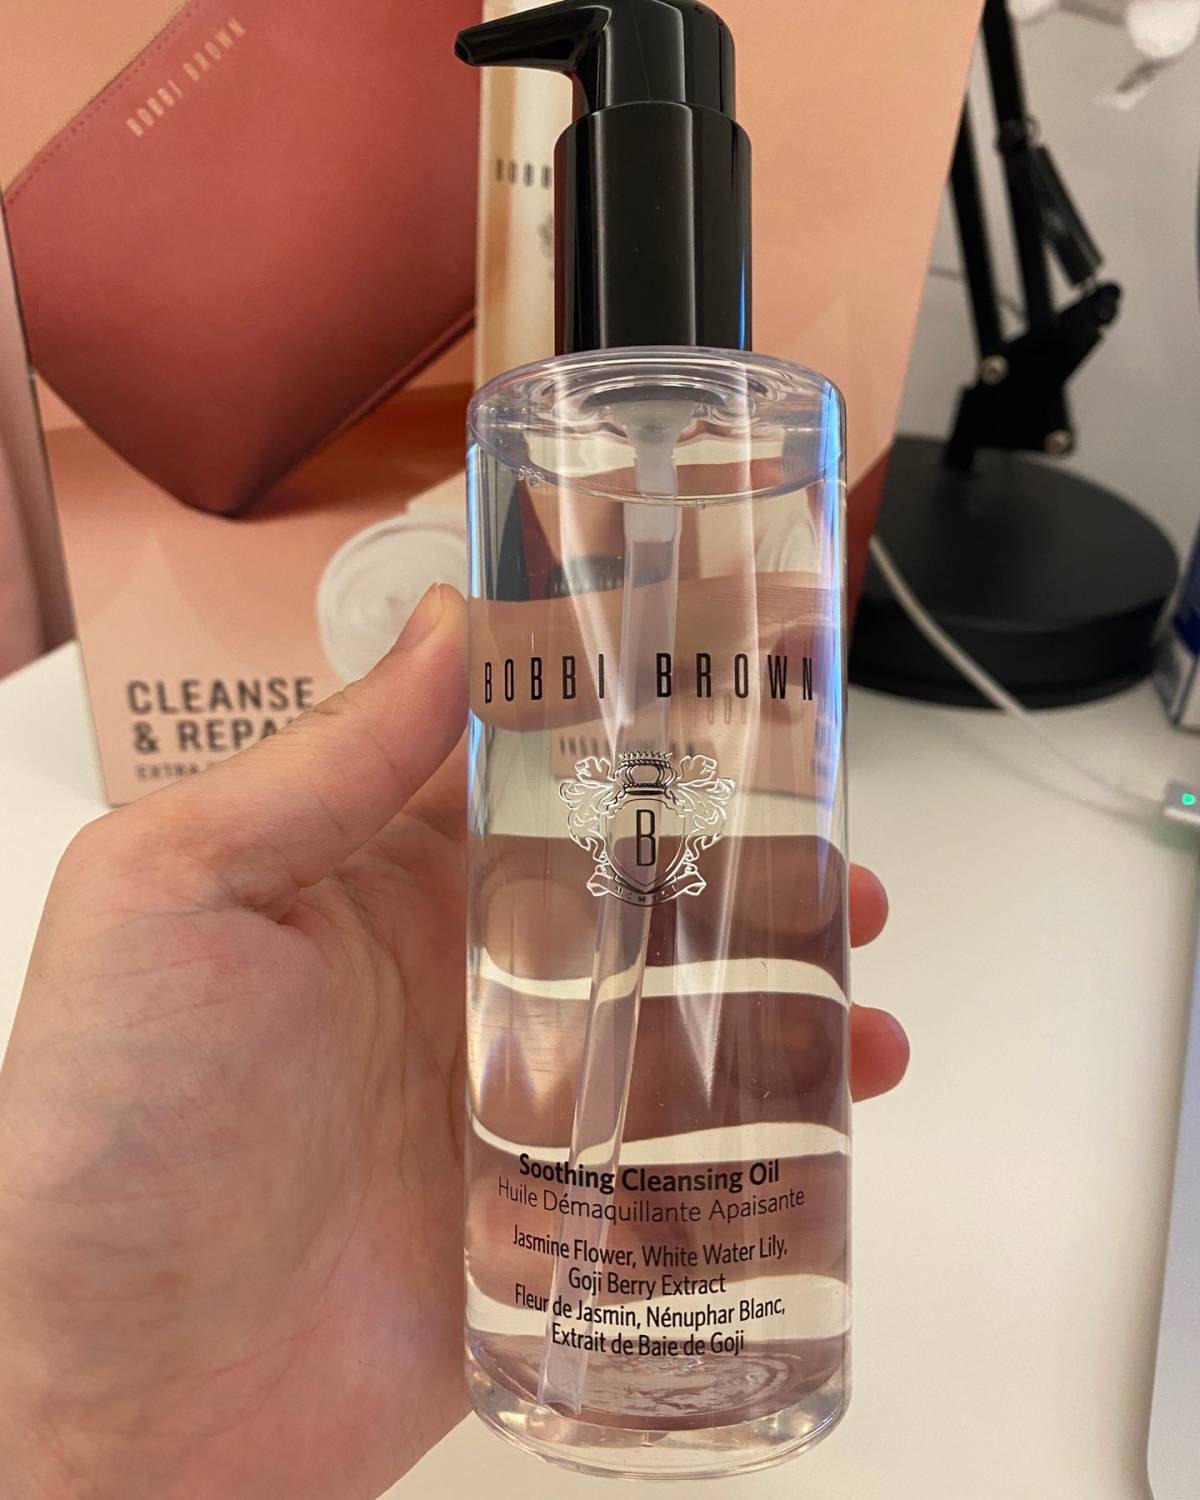 BOBBI BROWN
CLEANSE
&
BOBBI BROWN
B
Soothing Cleansing Oil
Huile Démaquillante Apaisante
Jasmine Flower, White Water Lily,
Goji Berry Extract
Fleur de Jasmin, Nénuphar Blanc,
Extrait de Baie de Goji